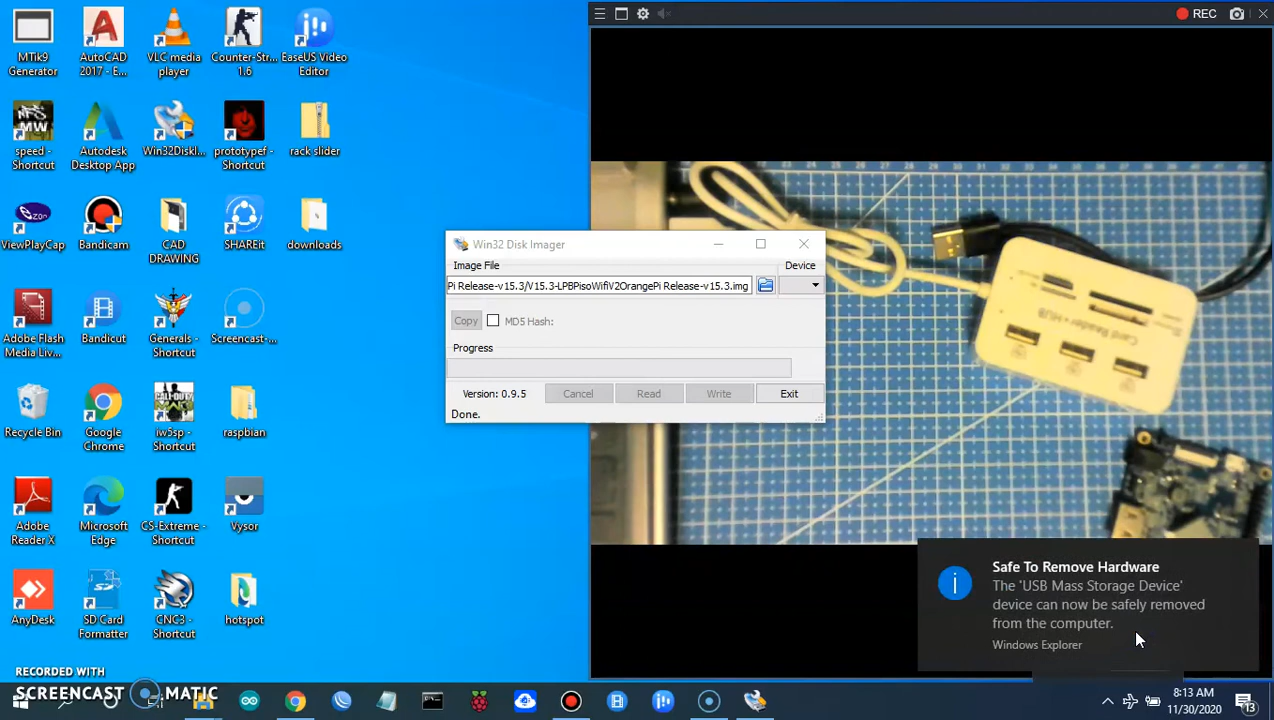 MTik9
Generator
AutoCAD
2017 - E...
VLC media
player
Counter-Str...
1.6
EaseUS Video
Editor
speed -
Shortcut
Autodesk
Desktop App
Win32DiskI...
prototypef -
Shortcut
rack slider
ViewPlayCap
Bandicam
CAD
DRAWING
SHAREit
downloads
Adobe Flash
Media Liv...
Bandicut
Generals -
Shortcut
Screencast-...
Recycle Bin
Google
Chrome
iw5sp -
Shortcut
raspbian
Adobe
Reader X
Microsoft
Edge
CS-Extreme -
Shortcut
Vysor
AnyDesk
SD Card
Formatter
CNC3 -
Shortcut
hotspot
REC
Win32 Disk Imager
Image File
Device
Pi Release-v15.3/V15.3-LPBPisoWifiV2OrangePi Release-v15.3.img
Copy
MD5 Hash:
Progress
Version: 0.9.5
Cancel
Read
Write
Exit
Done.
Card Reader+HUB
Safe To Remove Hardware
The 'USB Mass Storage Device'
device can now be safely removed
from the computer.
Windows Explorer
RECORDED WITH
SCREENCAST MATIC
8:13 AM
11/30/2020
13